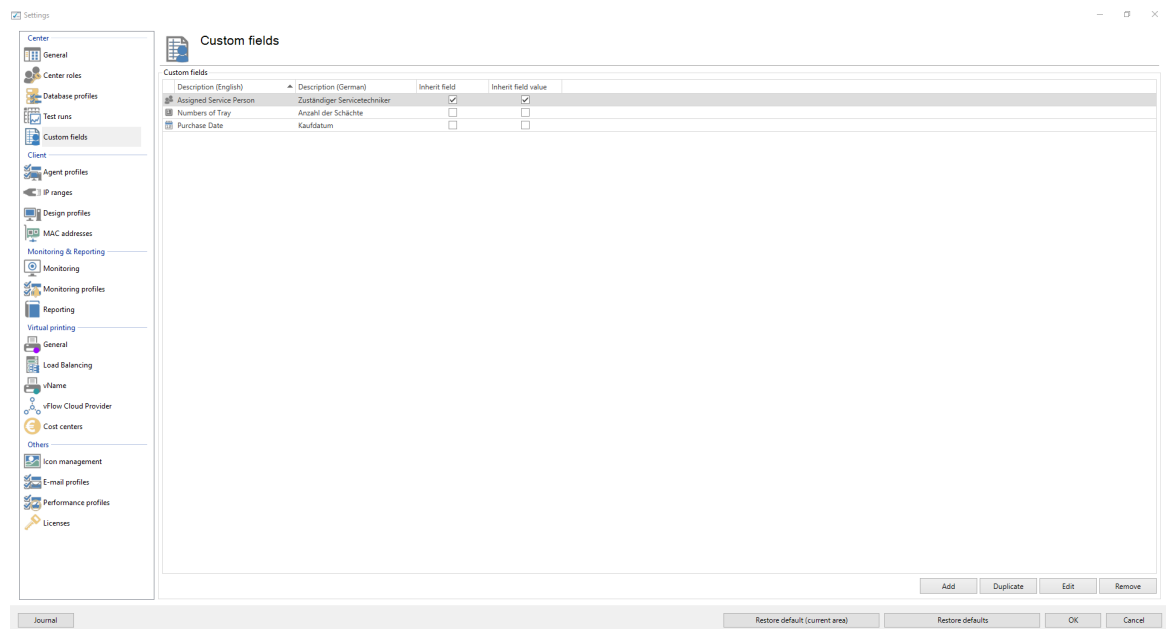 Settings
Center
General
Center roles
Database profiles
Test runs
Custom fields
Client
Agent profiles
IP ranges
Design profiles
MAC addresses
Monitoring & Reporting
Monitoring
Monitoring profiles
Reporting
Virtual printing
General
Load Balancing
vName
vFlow Cloud Provider
Cost centers
Others
Icon management
E-mail profiles
Performance profiles
Licenses
Custom fields
Custom fields
Description (English) Description (German) Inherit field Inherit field value
Assigned Service Person Zuständiger Servicetechniker
Numbers of Tray Anzahl der Schächte
Purchase Date Kaufdatum
Add Duplicate Edit Remove
Journal Restore default (current area) Restore defaults OK Cancel